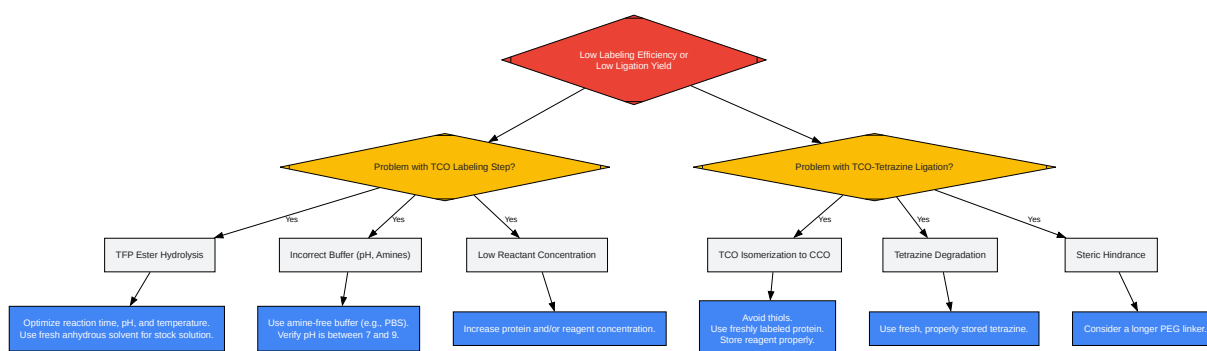 Low Labeling Efficiency or
Low Ligation Yield
Problem with TCO Labeling Step?
Problem with TCO-Tetrazine Ligation?
Yes
Yes
Yes
Yes
Yes
Yes
TFP Ester Hydrolysis
Incorrect Buffer (pH, Amines)
Low Reactant Concentration
TCO Isomerization to CCO
Tetrazine Degradation
Steric Hindrance
Optimize reaction time, pH, and temperature.
Use fresh anhydrous solvent for stock solution.
Use amine-free buffer (e.g., PBS).
Verify pH is between 7 and 9.
Increase protein and/or reagent concentration.
Avoid thiols.
Use freshly labeled protein.
Store reagent properly.
Use fresh, properly stored tetrazine.
Consider a longer PEG linker.